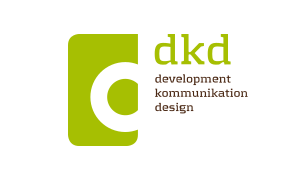 dkd
development
kommunikation
design